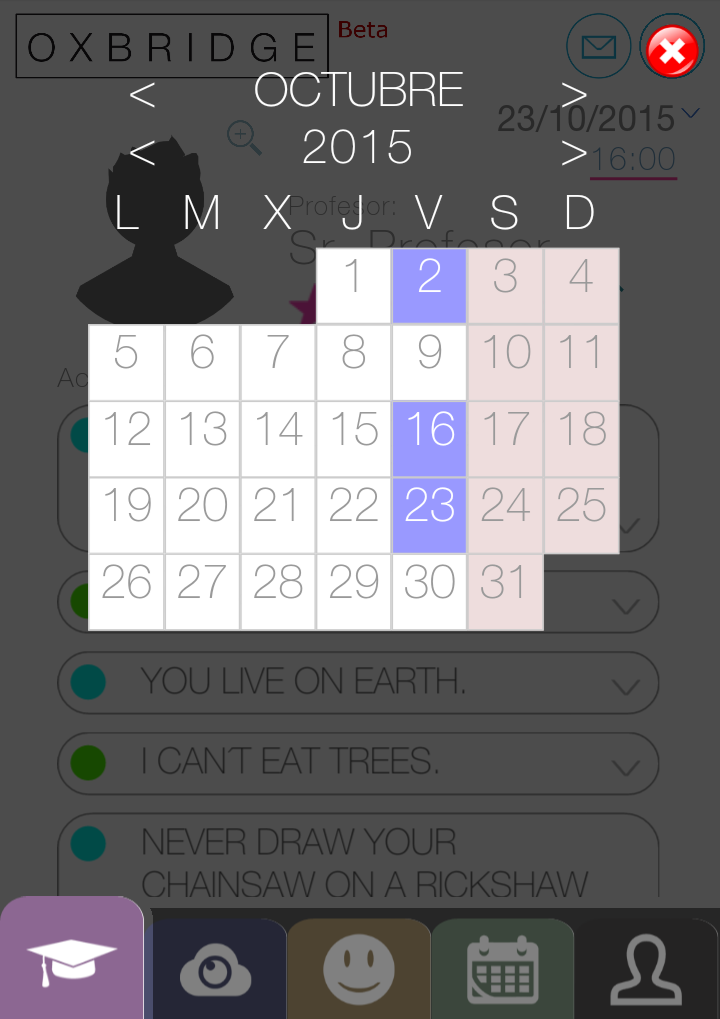 OXBRIDGE Beta
< OCTUBRE >
23/10/2015
< 2015 >
16:00
Profesor:
L M X J V S D
Sr. Profesor
1 2 3 4
5 6 7 8 9 10 11
12 13 14 15 16 17 18
19 20 21 22 23 24 25
26 27 28 29 30 31
YOU LIVE ON EARTH.
I CAN'T EAT TREES.
NEVER DRAW YOUR
CHAINSAW ON A RICKSHAW